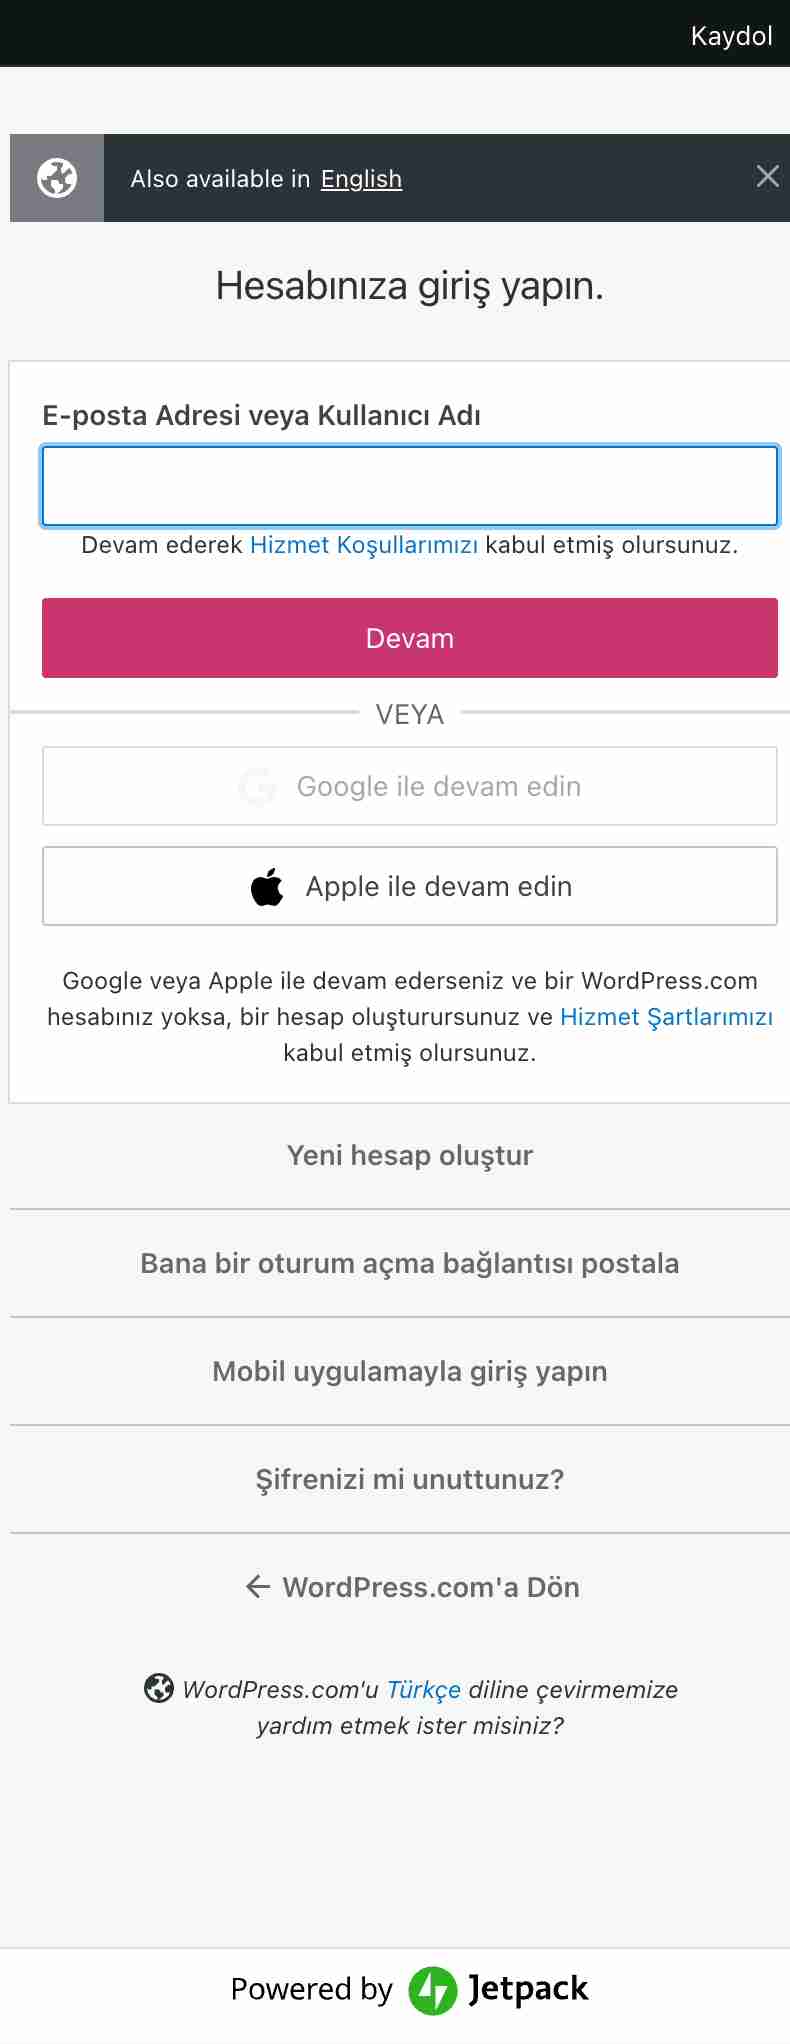 Kaydol
Also available in English
Hesabınıza giriş yapın.
E-posta Adresi veya Kullanıcı Adı
Devam ederek Hizmet Koşullarımızı kabul etmiş olursunuz.
Devam
VEYA
Google ile devam edin
Apple ile devam edin
Google veya Apple ile devam ederseniz ve bir WordPress.com
hesabınız yoksa, bir hesap oluşturursunuz ve Hizmet Şartlarımızı
kabul etmiş olursunuz.
Yeni hesap oluştur
Bana bir oturum açma bağlantısı postala
Mobil uygulamayla giriş yapın
Şifrenizi mi unuttunuz?
← WordPress.com'a Dön
WordPress.com'u Türkçe diline çevirmemize
yardım etmek ister misiniz?
Powered by Jetpack